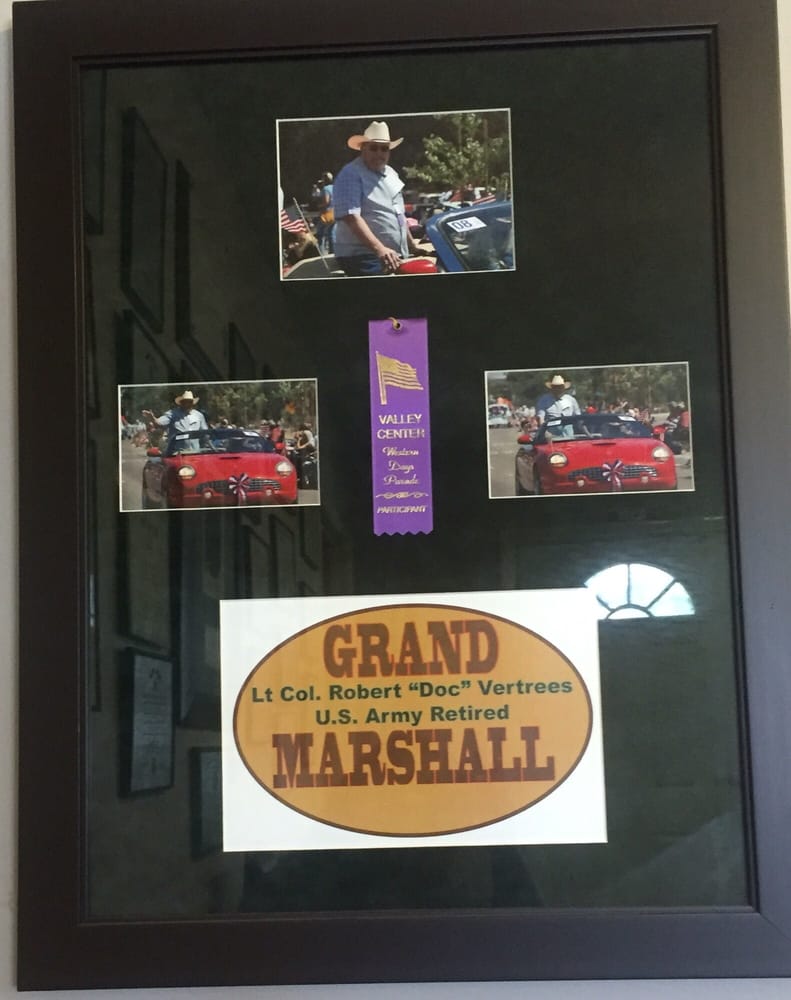 08
VALLEY
CENTER
Western
Days
Parade
PARTICIPANT
GRAND
Lt Col. Robert “Doc” Vertrees
U.S. Army Retired
MARSHALL